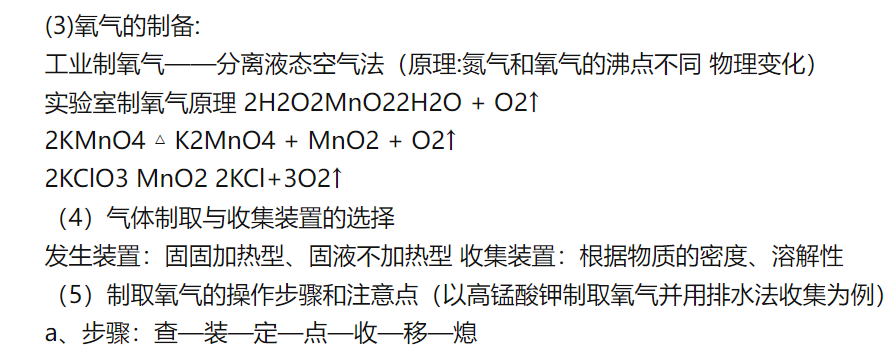 (3)氧气的制备:
工业制氧气——分离液态空气法（原理:氮气和氧气的沸点不同 物理变化）
实验室制氧气原理 2H2O2MnO22H2O + O2↑
2KMnO4 △ K2MnO4 + MnO2 + O2↑
2KClO3 MnO2 2KCl+3O2↑
（4）气体制取与收集装置的选择
发生装置：固固加热型、固液不加热型 收集装置：根据物质的密度、溶解性
（5）制取氧气的操作步骤和注意点（以高锰酸钾制取氧气并用排水法收集为例）
a、步骤：查—装—定—点—收—移—熄